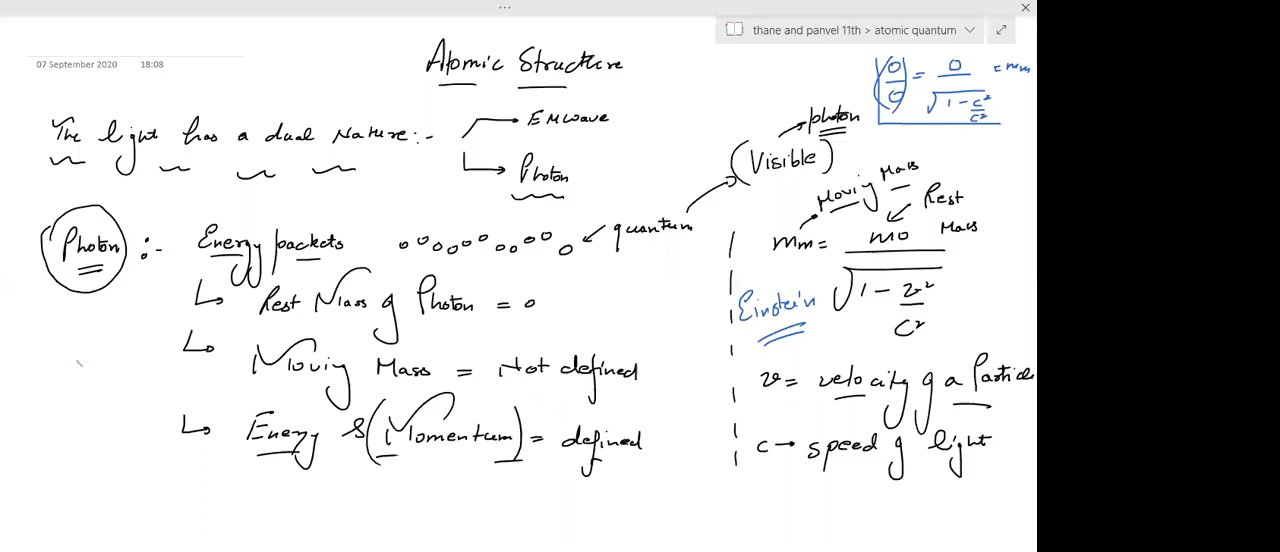 thane and panvel 11th > atomic quantum
07 September 2020 18:08
Atomic Structure
0/0 = 0/√(1 - c²/c²) = mm
The light has a dual Nature:-
EM wave
Photon
photon
(Visible)
Photon :- Energy packets
quantum
Rest Mass of Photon = 0
Moving Mass = Not defined
Energy & (Momentum) = defined
Moving Mass
Rest Mass
mm = mo/√(1 - v²/c²)
Einstein
v = velocity of a Particle
c → speed of light